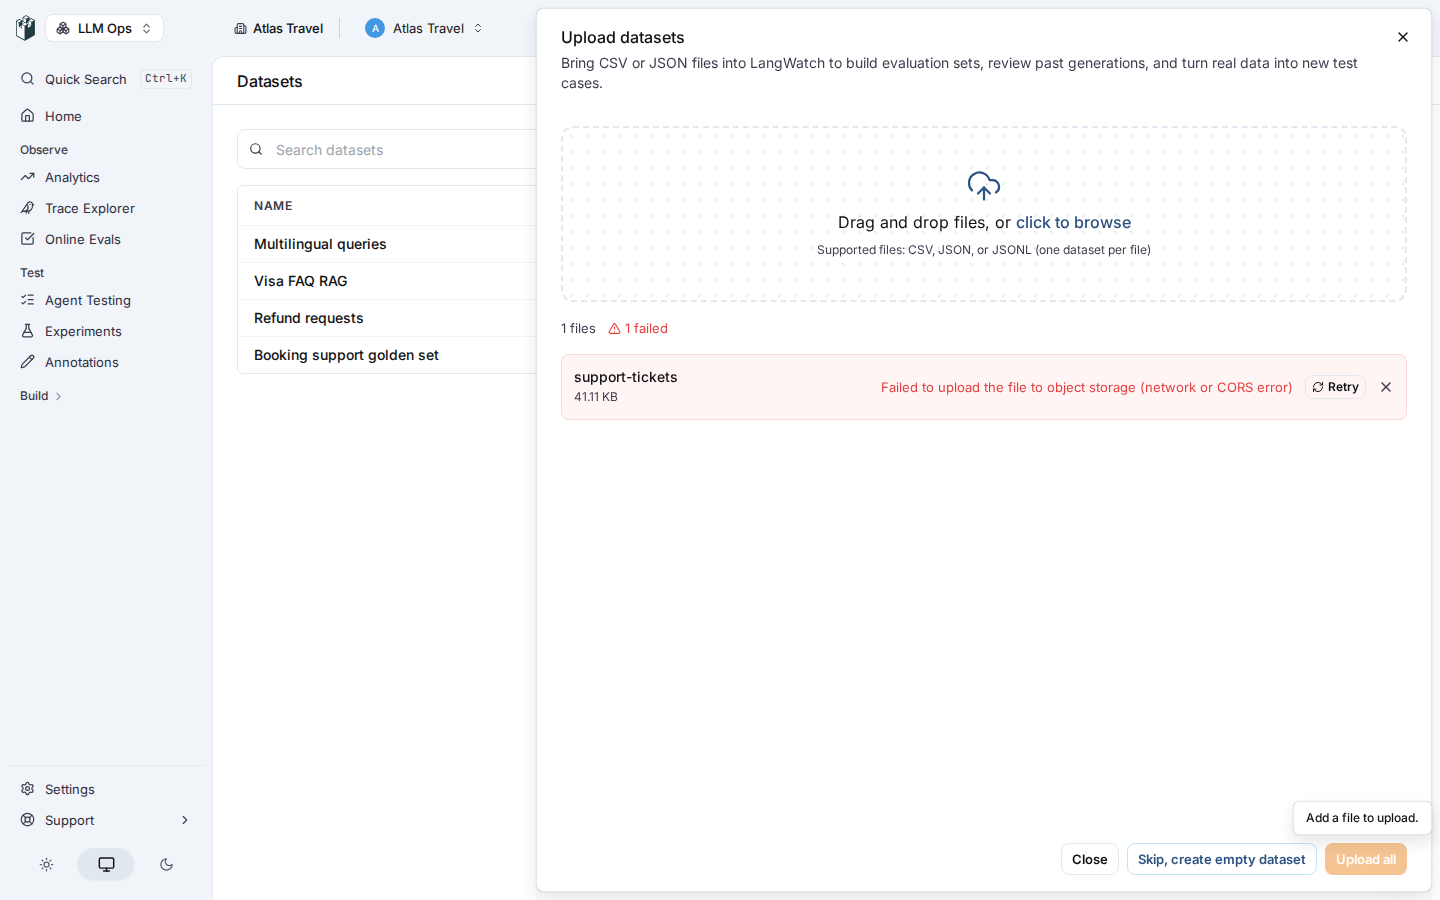 LLM Ops
Atlas Travel
A
Atlas Travel
Quick Search
Ctrl+K
Home
Observe
Analytics
Trace Explorer
Online Evals
Test
Agent Testing
Experiments
Annotations
Build
Settings
Support
Datasets
Search datasets
NAME
Multilingual queries
Visa FAQ RAG
Refund requests
Booking support golden set
Upload datasets
Bring CSV or JSON files into LangWatch to build evaluation sets, review past generations, and turn real data into new test
cases.
Drag and drop files, or click to browse
Supported files: CSV, JSON, or JSONL (one dataset per file)
1 files
1 failed
support-tickets
41.11 KB
Failed to upload the file to object storage (network or CORS error)
Retry
Add a file to upload.
Close
Skip, create empty dataset
Upload all